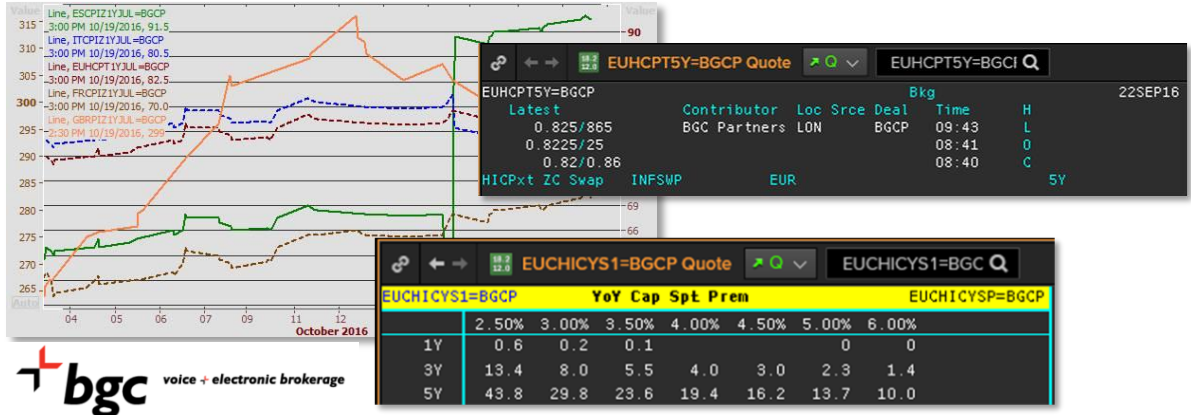 Value
Line, ESCPIZ1YJUL=BGCP
3:00 PM 10/19/2016, 91.5
Line, ITCPIZ1YJUL=BGCP
3:00 PM 10/19/2016, 80.5
Line, EUHCPT1YJUL=BGCP
3:00 PM 10/19/2016, 82.5
Line, FRCPIZ1YJUL=BGCP
3:00 PM 10/19/2016, 70.0
Line, GBRPIZ1YJUL=BGCP
2:30 PM 10/19/2016, 299
315
310
305
300
295
290
285
280
275
270
265
Auto
Value
90
69
66
04 05 06 07 09 11 12
October 2016
EUHCPT5Y=BGCP Quote Q EUHCPT5Y=BGCI
EUHCPT5Y=BGCP Bkg 22SEP16
Latest Contributor Loc Srce Deal Time H
0.825/865 BGC Partners LON BGCP 09:43 L
0.8225/25 08:41 O
0.82/0.86 08:40 C
HICPxt ZC Swap INFSWP EUR 5Y
EUCHICYS1=BGCP Quote Q EUCHICYS1=BGC
EUCHICYS1=BGCP YoY Cap Spt Prem EUCHICYSP=BGCP
2.50% 3.00% 3.50% 4.00% 4.50% 5.00% 6.00%
1Y 0.6 0.2 0.1 0 0
3Y 13.4 8.0 5.5 4.0 3.0 2.3 1.4
5Y 43.8 29.8 23.6 19.4 16.2 13.7 10.0
bgc voice + electronic brokerage